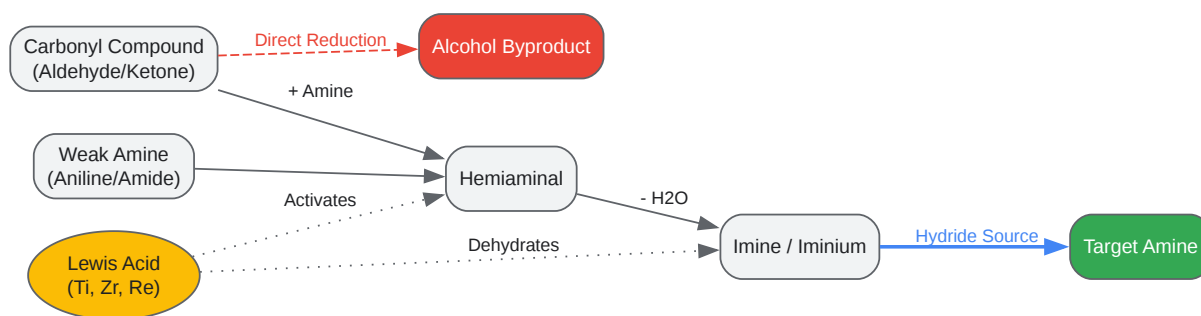 Carbonyl Compound
(Aldehyde/Ketone)
Direct Reduction
Alcohol Byproduct
+ Amine
Weak Amine
(Aniline/Amide)
Hemiaminal
Activates
- H2O
Dehydrates
Imine / Iminium
Hydride Source
Target Amine
Lewis Acid
(Ti, Zr, Re)